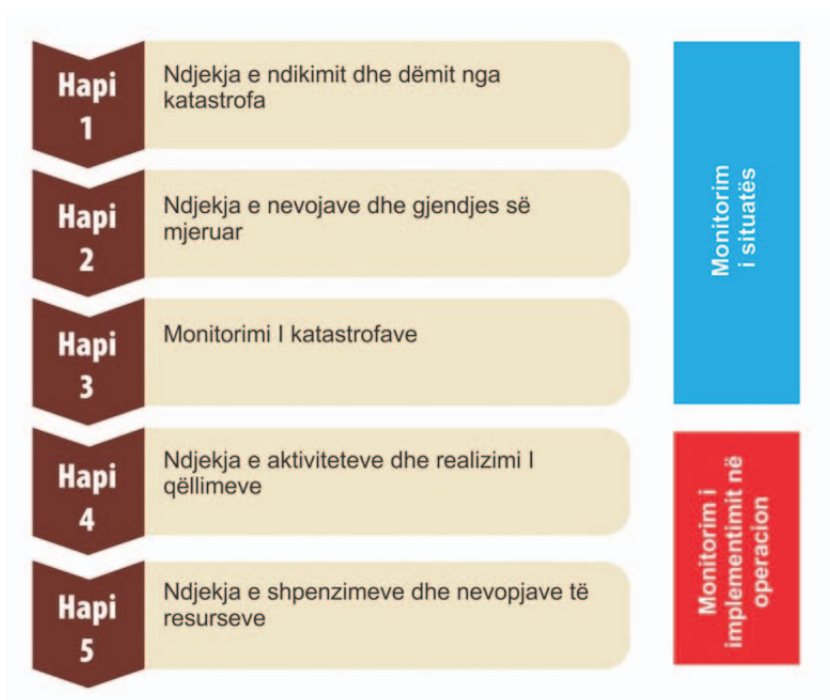 Hapi
1
Ndjekja e ndikimit dhe dëmit nga
katastrofa
Hapi
2
Ndjekja e nevojave dhe gjendjes së
mjeruar
Hapi
3
Monitorimi I katastrofave
Monitorim
i situatës
Hapi
4
Ndjekja e aktiviteteve dhe realizimi I
qëllimeve
Hapi
5
Ndjekja e shpenzimeve dhe nevopjave të
resurseve
Monitorim i
implementimit në
operacion